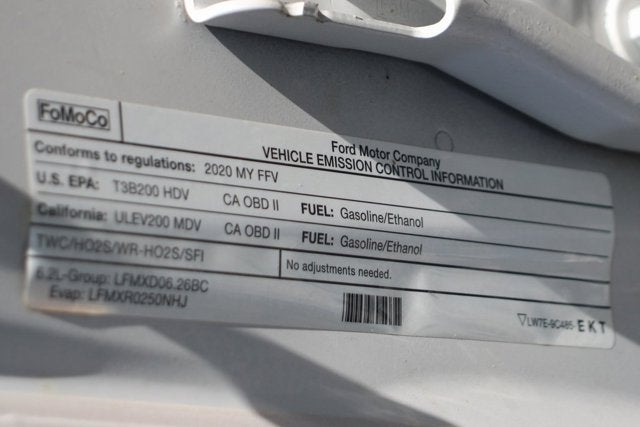 FoMoCo
Ford Motor Company
VEHICLE EMISSION CONTROL INFORMATION
Conforms to regulations: 2020 MY FFV
U.S. EPA: T3B200 HDV CA OBD II FUEL: Gasoline/Ethanol
California: ULEV200 MDV CA OBD II FUEL: Gasoline/Ethanol
TWC/HO2S/WR-HO2S/SFI
No adjustments needed.
6.2L-Group: LFMXD06.26BC
Evap: LFMXR0250NHJ
LW7E-9C485-EKT